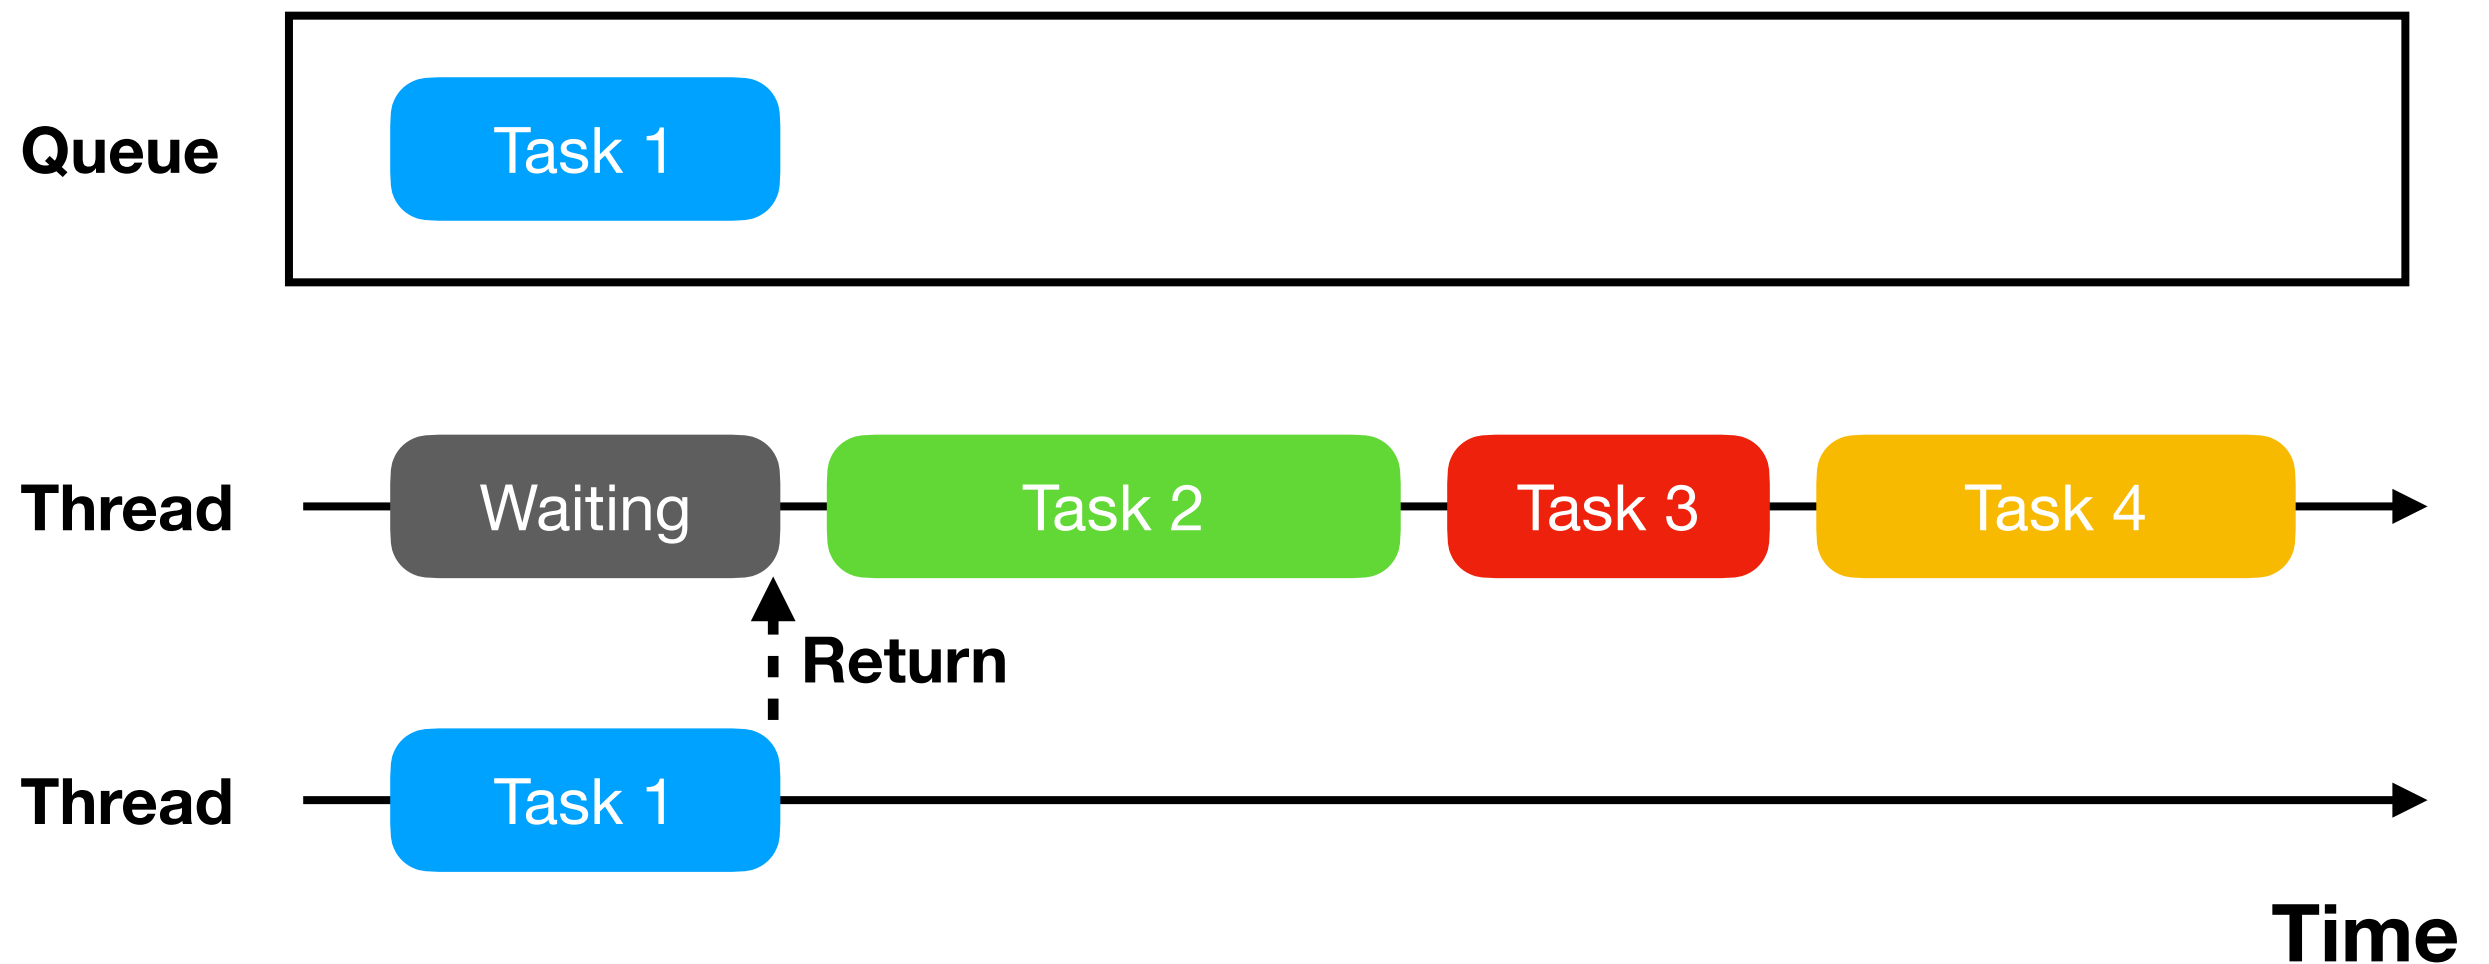 Queue
Task 1
Thread
Waiting
Task 2
Task 3
Task 4
Return
Thread
Task 1
Time